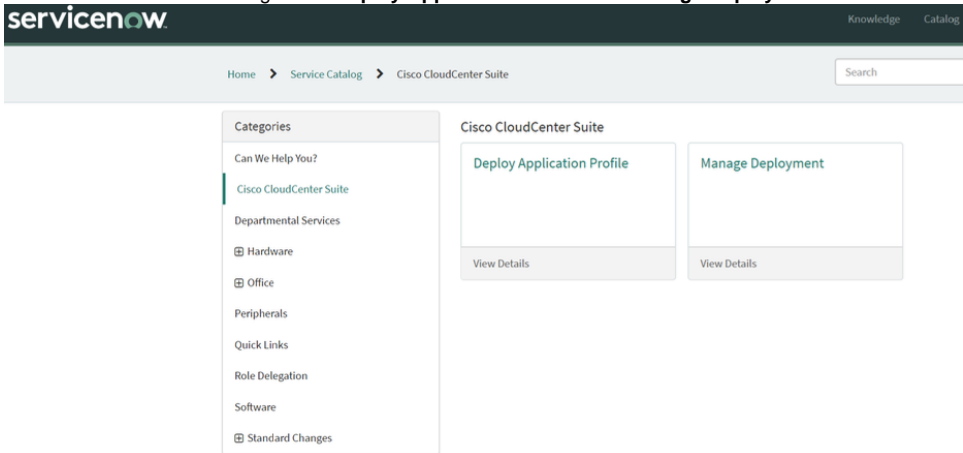 servicenow.
Knowledge Catalog
Home > Service Catalog > Cisco CloudCenter Suite
Search
Categories
Can We Help You?
Cisco CloudCenter Suite
Departmental Services
Hardware
Office
Peripherals
Quick Links
Role Delegation
Software
Standard Changes
Cisco CloudCenter Suite
Deploy Application Profile
View Details
Manage Deployment
View Details